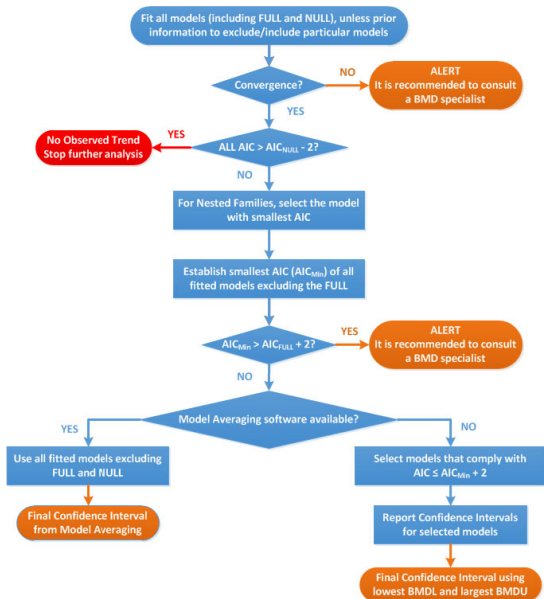 Fit all models (including FULL and NULL), unless prior
information to exclude/include particular models
Convergence?
NO
ALERT
It is recommended to consult
a BMD specialist
YES
No Observed Trend
Stop further analysis
YES
ALL AIC > AIC_NULL - 2?
NO
For Nested Families, select the model
with smallest AIC
Establish smallest AIC (AIC_Min) of all
fitted models excluding the FULL
AIC_Min > AIC_FULL + 2?
YES
ALERT
It is recommended to consult
a BMD specialist
NO
Model Averaging software available?
YES
NO
Use all fitted models excluding
FULL and NULL
Final Confidence Interval
from Model Averaging
Select models that comply with
AIC ≤ AIC_Min + 2
Report Confidence Intervals
for selected models
Final Confidence Interval using
lowest BMDL and largest BMDU